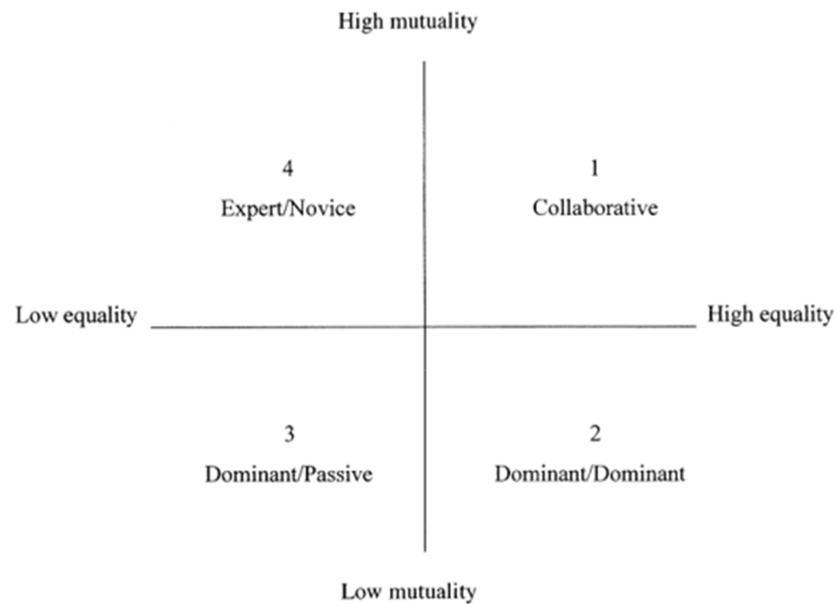 High mutuality
4
Expert/Novice
1
Collaborative
Low equality
High equality
3
Dominant/Passive
2
Dominant/Dominant
Low mutuality